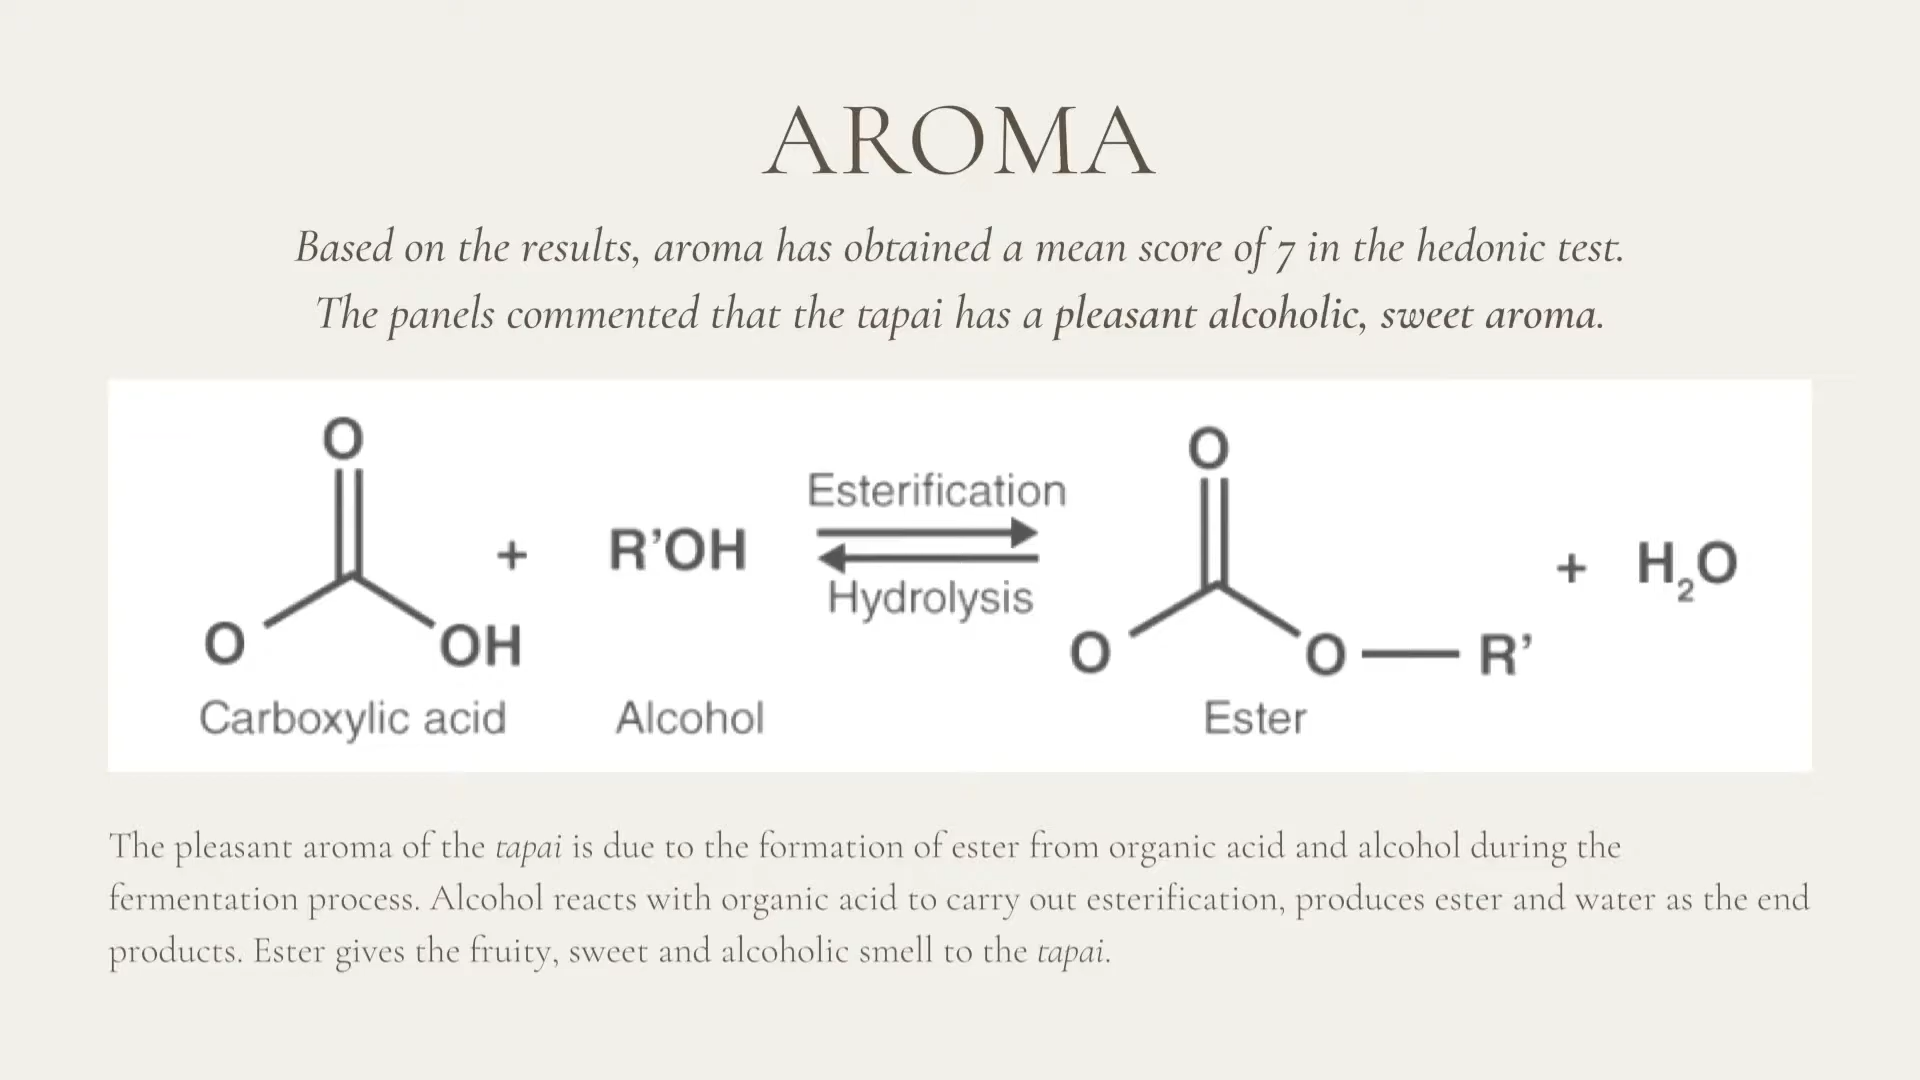 AROMA
Based on the results, aroma has obtained a mean score of 7 in the hedonic test.
The panels commented that the tapai has a pleasant alcoholic, sweet aroma.
O
O
OH
Carboxylic acid
+
R'OH
Alcohol
Esterification
Hydrolysis
O
O
O
R'
Ester
+
H₂O
The pleasant aroma of the tapai is due to the formation of ester from organic acid and alcohol during the
fermentation process. Alcohol reacts with organic acid to carry out esterification, produces ester and water as the end
products. Ester gives the fruity, sweet and alcoholic smell to the tapai.